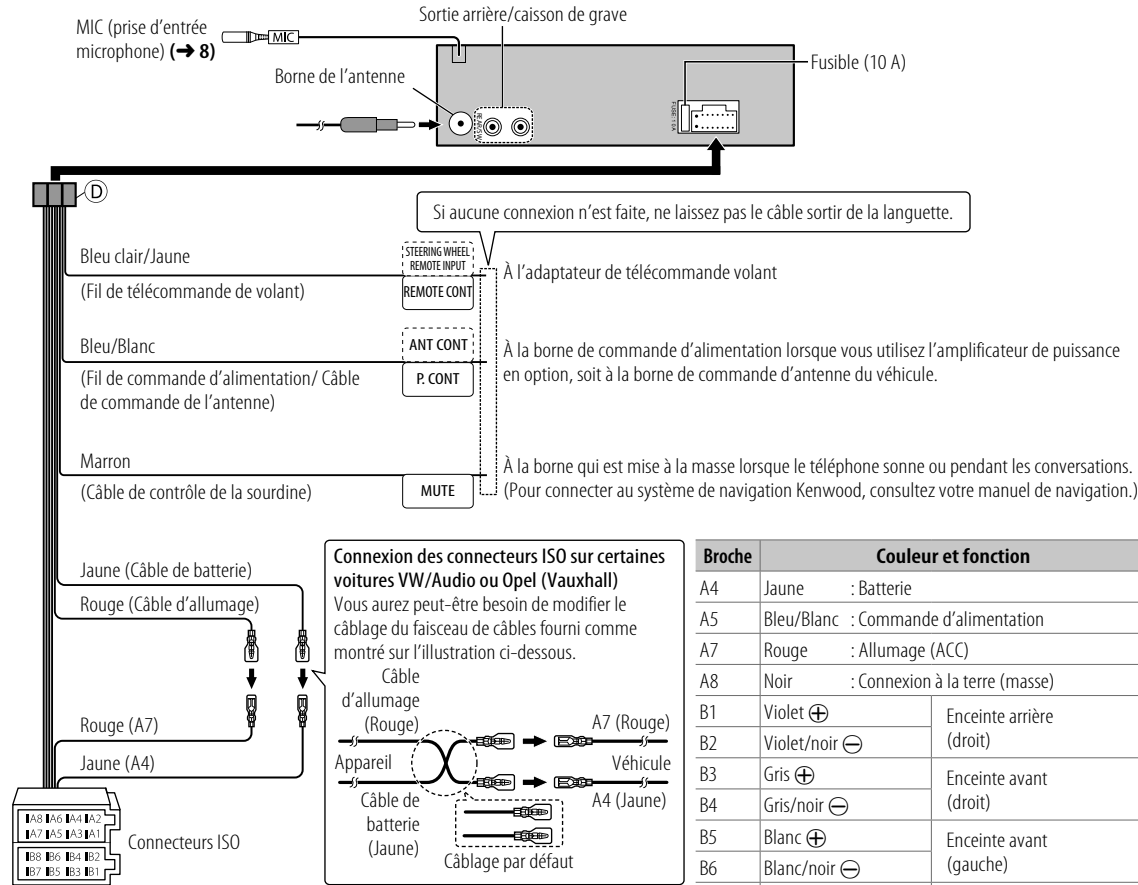 MIC (prise d'entrée
microphone) (➔ 8)
MIC
Sortie arrière/caisson de grave
Borne de l'antenne
Fusible (10 A)
REAR/SW
FUSE 10A
D
Si aucune connexion n'est faite, ne laissez pas le câble sortir de la languette.
Bleu clair/Jaune
(Fil de télécommande de volant)
STEERING WHEEL
REMOTE INPUT
REMOTE CONT
À l'adaptateur de télécommande volant
Bleu/Blanc
(Fil de commande d'alimentation/ Câble
de commande de l'antenne)
ANT CONT
P. CONT
À la borne de commande d'alimentation lorsque vous utilisez l'amplificateur de puissance
en option, soit à la borne de commande d'antenne du véhicule.
Marron
(Câble de contrôle de la sourdine)
MUTE
À la borne qui est mise à la masse lorsque le téléphone sonne ou pendant les conversations.
(Pour connecter au système de navigation Kenwood, consultez votre manuel de navigation.)
Jaune (Câble de batterie)
Rouge (Câble d'allumage)
Rouge (A7)
Jaune (A4)
A8 A6 A4 A2
A7 A5 A3 A1
B8 B6 B4 B2
B7 B5 B3 B1
Connecteurs ISO
Connexion des connecteurs ISO sur certaines
voitures VW/Audio ou Opel (Vauxhall)
Vous aurez peut-être besoin de modifier le
câblage du faisceau de câbles fourni comme
montré sur l'illustration ci-dessous.
Câble
d'allumage
(Rouge)
A7 (Rouge)
Appareil
Véhicule
Câble de
batterie
(Jaune)
A4 (Jaune)
Câblage par défaut
Broche Couleur et fonction
A4 Jaune : Batterie
A5 Bleu/Blanc : Commande d'alimentation
A7 Rouge : Allumage (ACC)
A8 Noir : Connexion à la terre (masse)
B1 Violet ⊕ Enceinte arrière
B2 Violet/noir ⊖ (droit)
B3 Gris ⊕ Enceinte avant
B4 Gris/noir ⊖ (droit)
B5 Blanc ⊕ Enceinte avant
B6 Blanc/noir ⊖ (gauche)